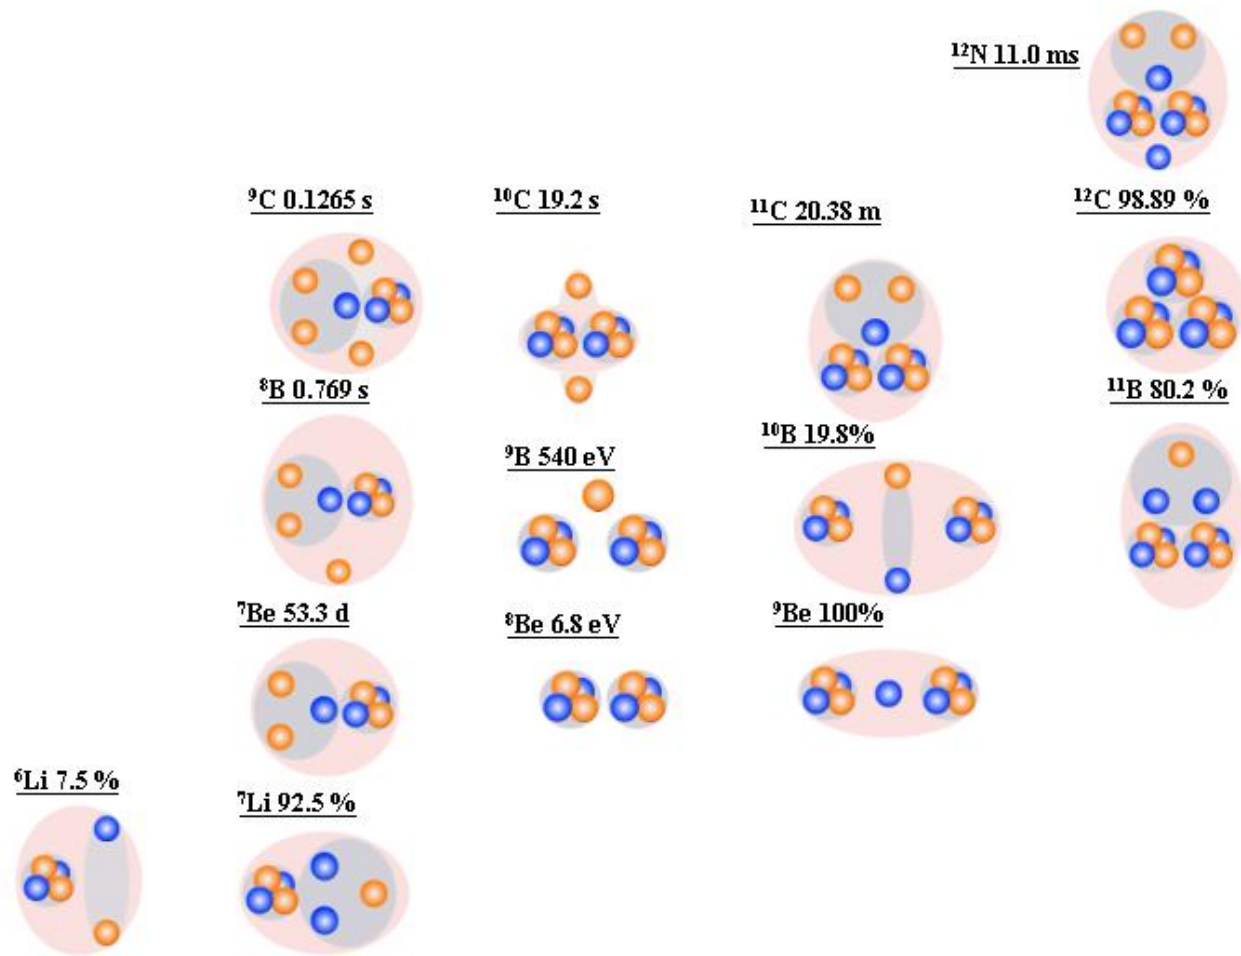 ¹²N 11.0 ms
⁹C 0.1265 s
¹⁰C 19.2 s
¹¹C 20.38 m
¹²C 98.89 %
⁸B 0.769 s
⁹B 540 eV
¹⁰B 19.8%
¹¹B 80.2 %
⁷Be 53.3 d
⁸Be 6.8 eV
⁹Be 100%
⁶Li 7.5 %
⁷Li 92.5 %